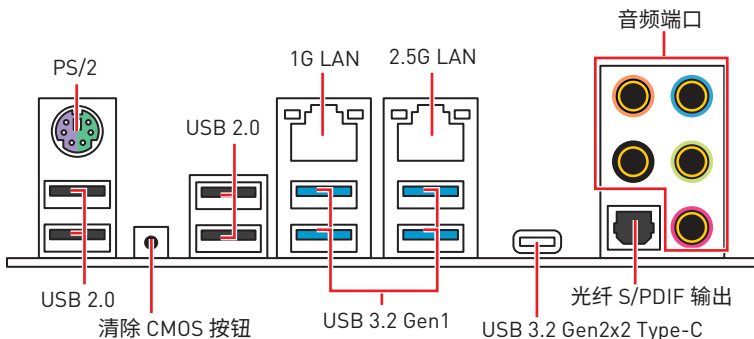 音频端口
1G LAN
2.5G LAN
PS/2
USB 2.0
USB 2.0
清除 CMOS 按钮
USB 3.2 Gen1
光纤 S/PDIF 输出
USB 3.2 Gen2x2 Type-C